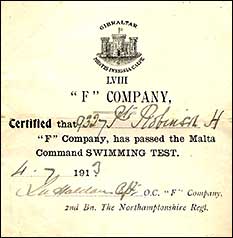 GIBRALTAR
LVIII
"F" COMPANY,
Certified that 9337 Pte Robinson H
"F" Company, has passed the Malta
Command SWIMMING TEST.
4 . 7 1913
O.C. "F" Company.
2nd Bn. The Northamptonshire Regt.